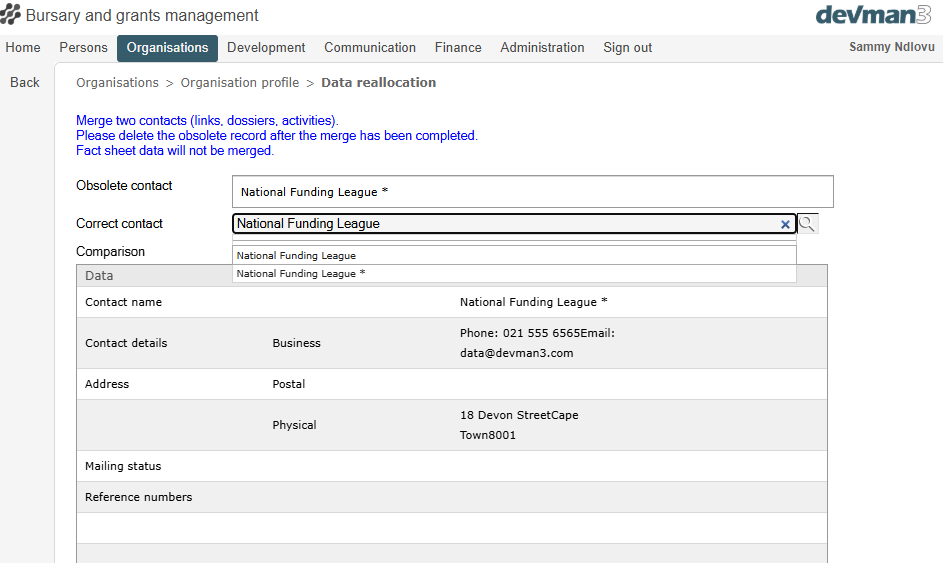 Bursary and grants management
devman3
Home Persons Organisations Development Communication Finance Administration Sign out Sammy Ndlovu
Back
Organisations > Organisation profile > Data reallocation
Merge two contacts (links, dossiers, activities).
Please delete the obsolete record after the merge has been completed.
Fact sheet data will not be merged.
Obsolete contact National Funding League *
Correct contact National Funding League
Comparison National Funding League
Data National Funding League *
Contact name National Funding League *
Contact details Business Phone: 021 555 6565Email:
data@devman3.com
Address Postal
Physical 18 Devon StreetCape
Town8001
Mailing status
Reference numbers